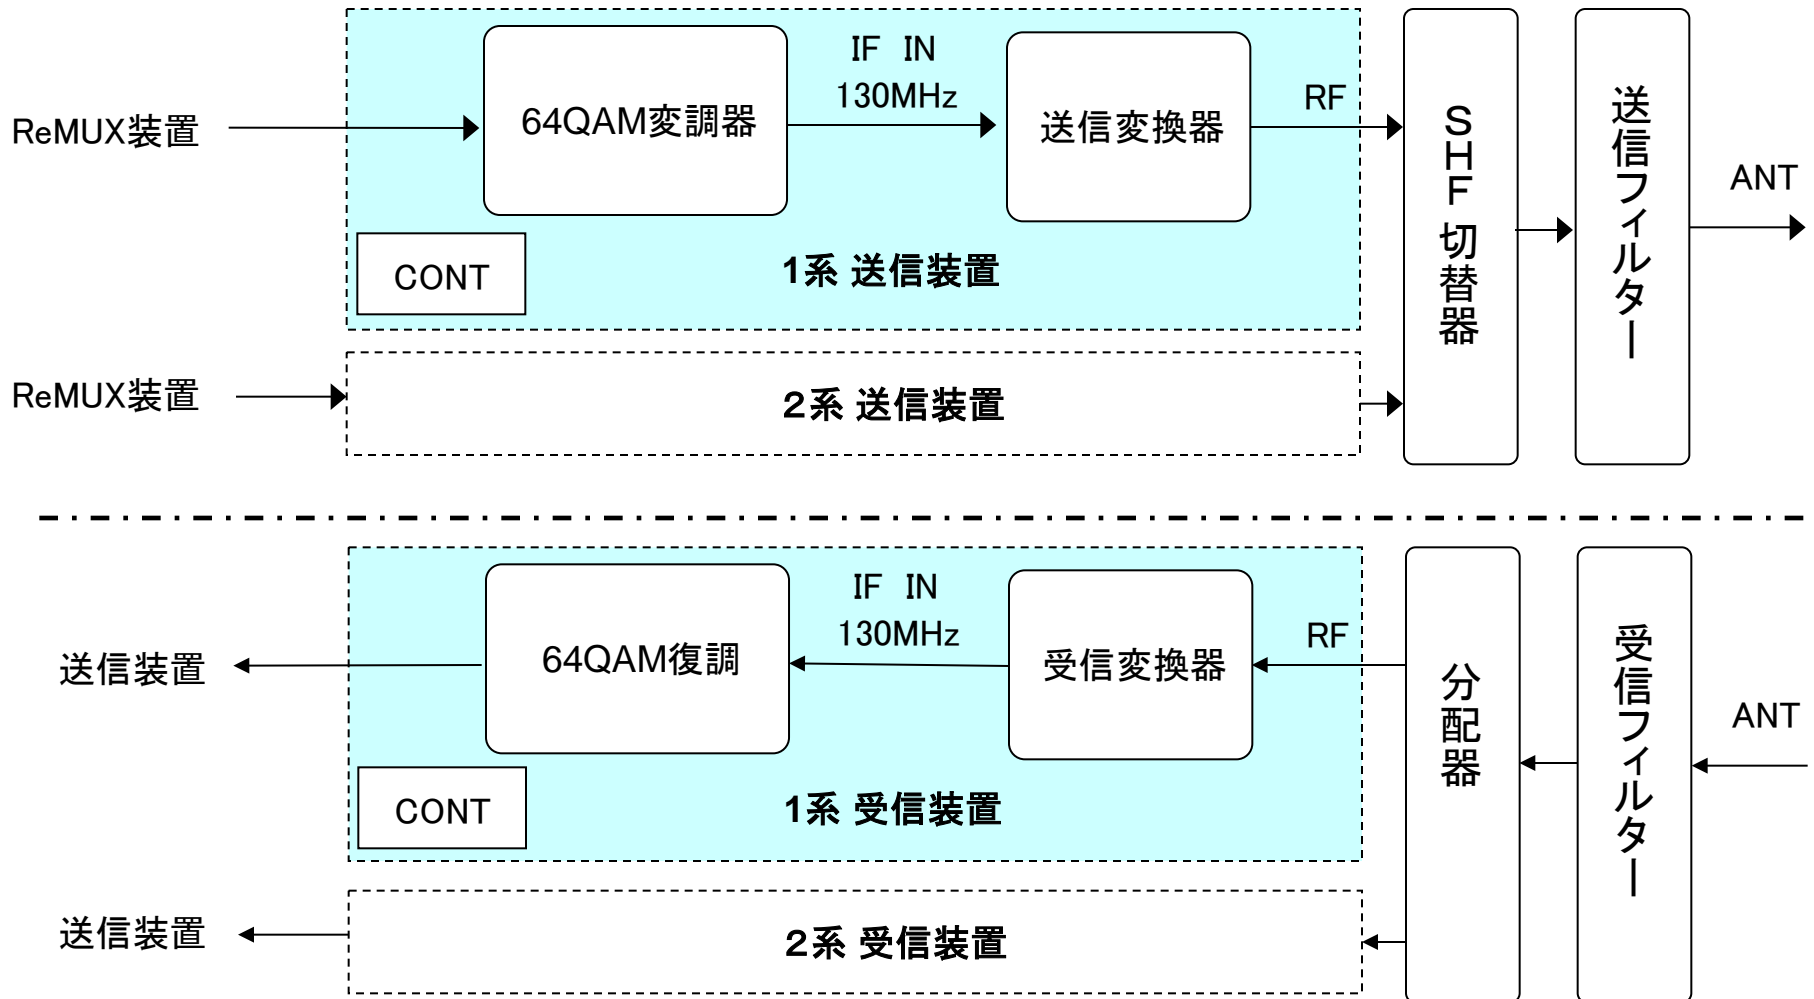 ReMUX装置
64QAM変調器
IF IN
130MHz
送信変換器
RF
SHF切替器
送信フィルター
ANT
CONT
1系 送信装置
ReMUX装置
2系 送信装置
送信装置
64QAM復調
IF IN
130MHz
受信変換器
RF
分配器
受信フィルター
ANT
CONT
1系 受信装置
送信装置
2系 受信装置